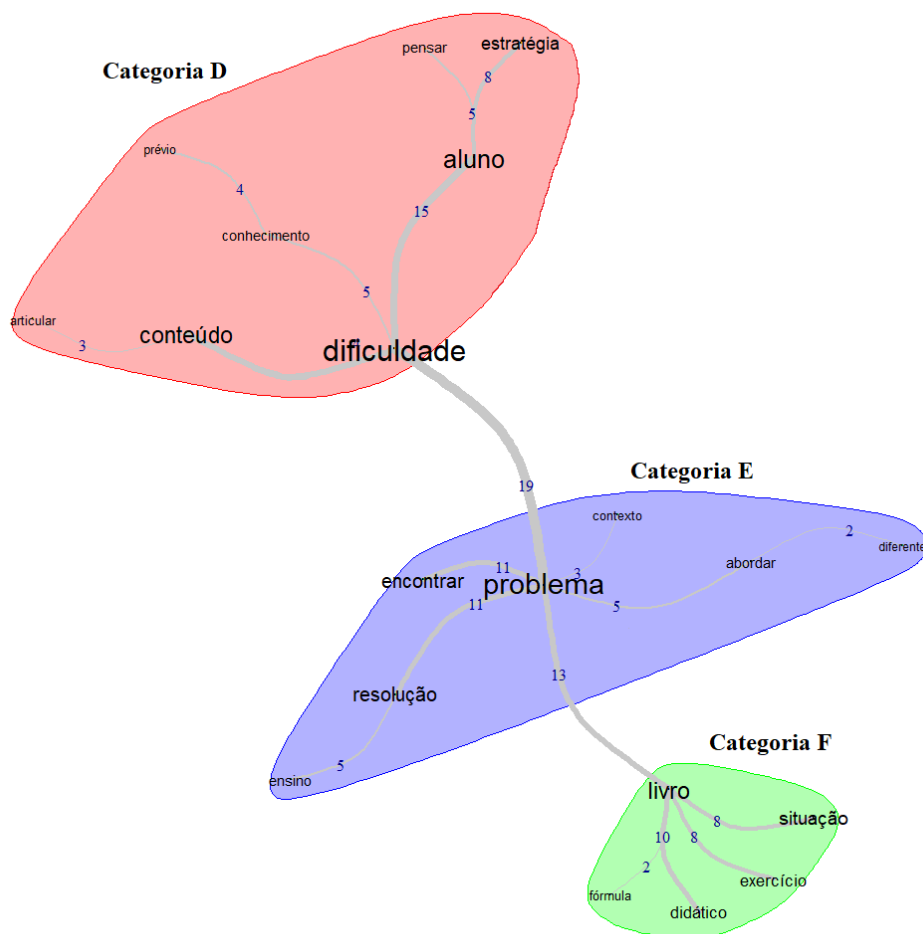 pensar
estratégia
Categoria D
8
5
prévio
aluno
4
15
conhecimento
5
articular
conteúdo
3
dificuldade
Categoria E
19
contexto
2
diferente
abordar
11
3
encontrar
problema
11
5
13
resolução
Categoria F
5
ensino
livro
8
situação
10
8
2
exercício
fórmula
didático